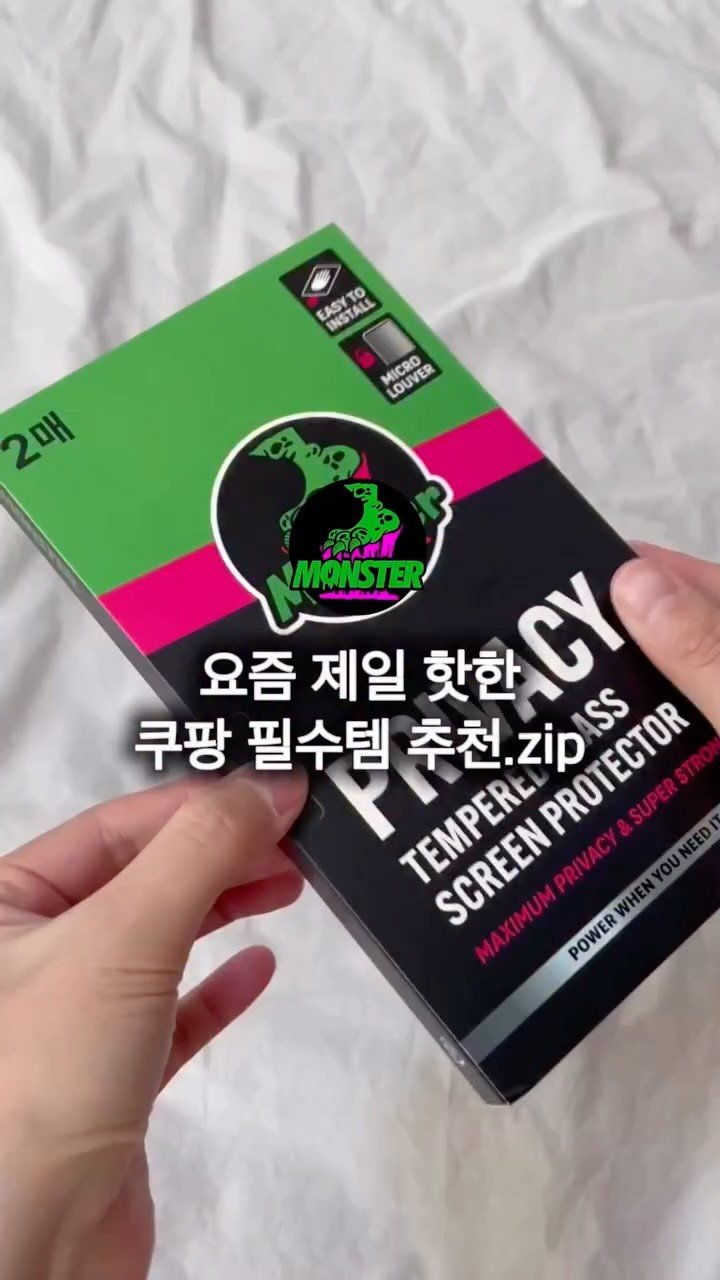 EASY TO
INSTALL
MICRO
LOUVER
2매
MONSTER
요즘 제일 핫한
쿠팡 필수템 추천.zip
PRIVACY
TEMPERED GLASS
SCREEN PROTECTOR
MAXIMUM PRIVACY & SUPER STRON
POWER WHEN YOU NEED IT